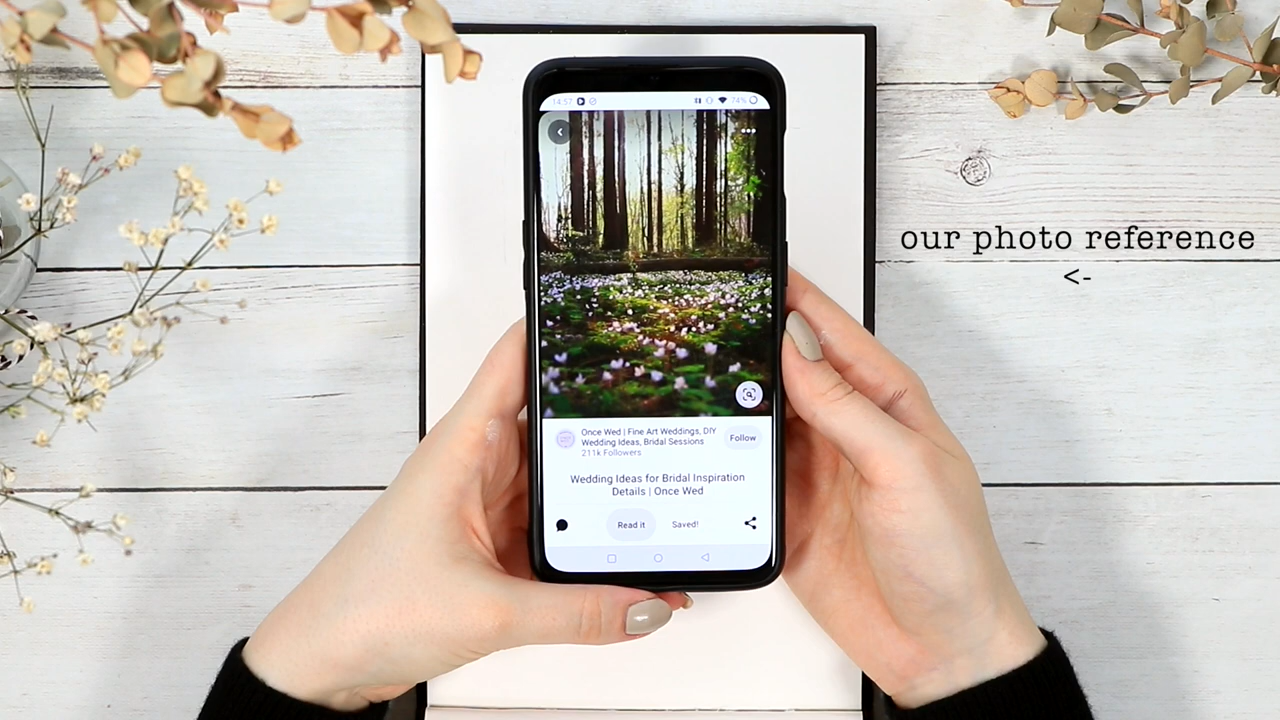 14:57
74%
our photo reference
<-
Once Wed | Fine Art Weddings, DIY
Wedding Ideas, Bridal Sessions
211k Followers
Follow
Wedding Ideas for Bridal Inspiration
Details | Once Wed
Read it
Saved!